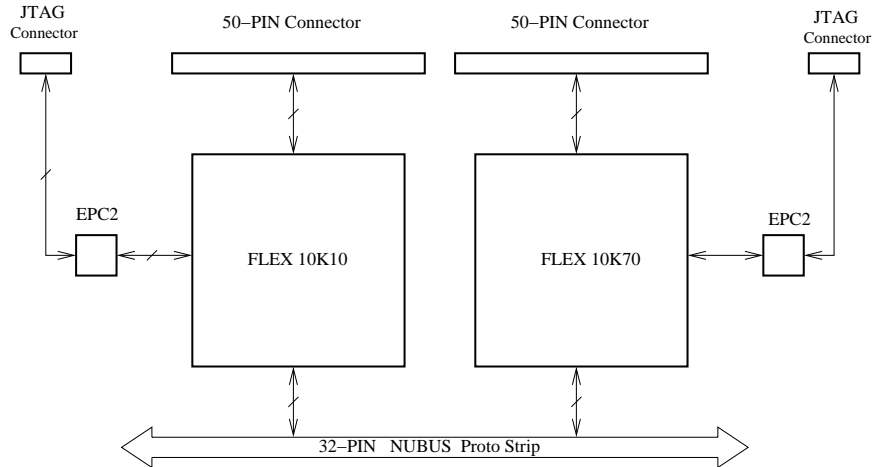 JTAG
Connector
50−PIN Connector
50−PIN Connector
JTAG
Connector
EPC2
EPC2
FLEX 10K10
FLEX 10K70
32−PIN NUBUS Proto Strip